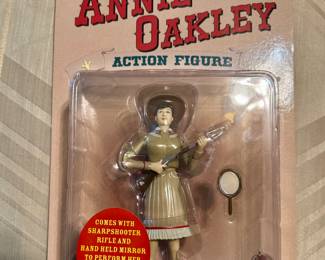 ANNIE
OAKLEY
ACTION FIGURE
COMES WITH
SHARPSHOOTER
RIFLE AND
HAND HELD MIRROR
TO PERFORM HER